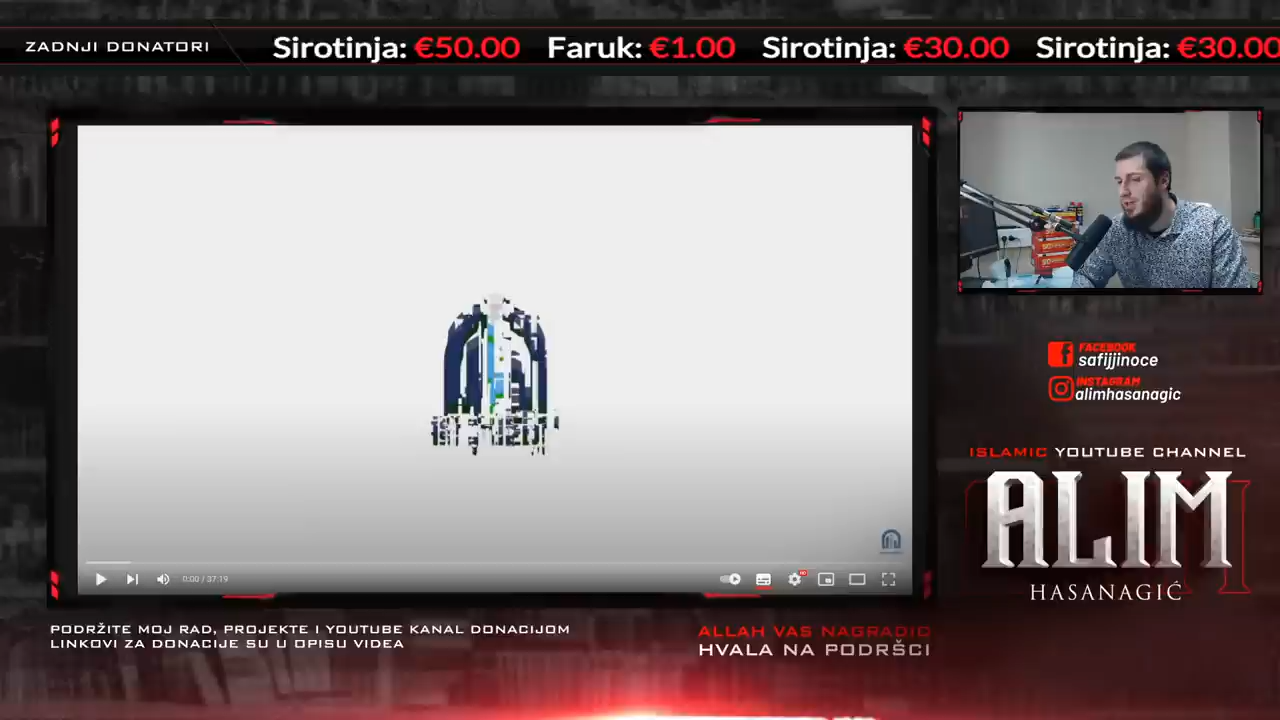 ZADNJI DONATORI
Sirotinja: €50.00 Faruk: €1.00 Sirotinja: €30.00 Sirotinja: €30.00
0:00 / 37:19
HD
FACEBOOK
safijjinoce
INSTAGRAM
alimhasanagic
ISLAMIC YOUTUBE CHANNEL
ALIM
HASANAGIĆ
PODRŽITE MOJ RAD, PROJEKTE I YOUTUBE KANAL DONACIJOM
LINKOVI ZA DONACIJE SU U OPISU VIDEA
ALLAH VAS NAGRADIO
HVALA NA PODRŠCI